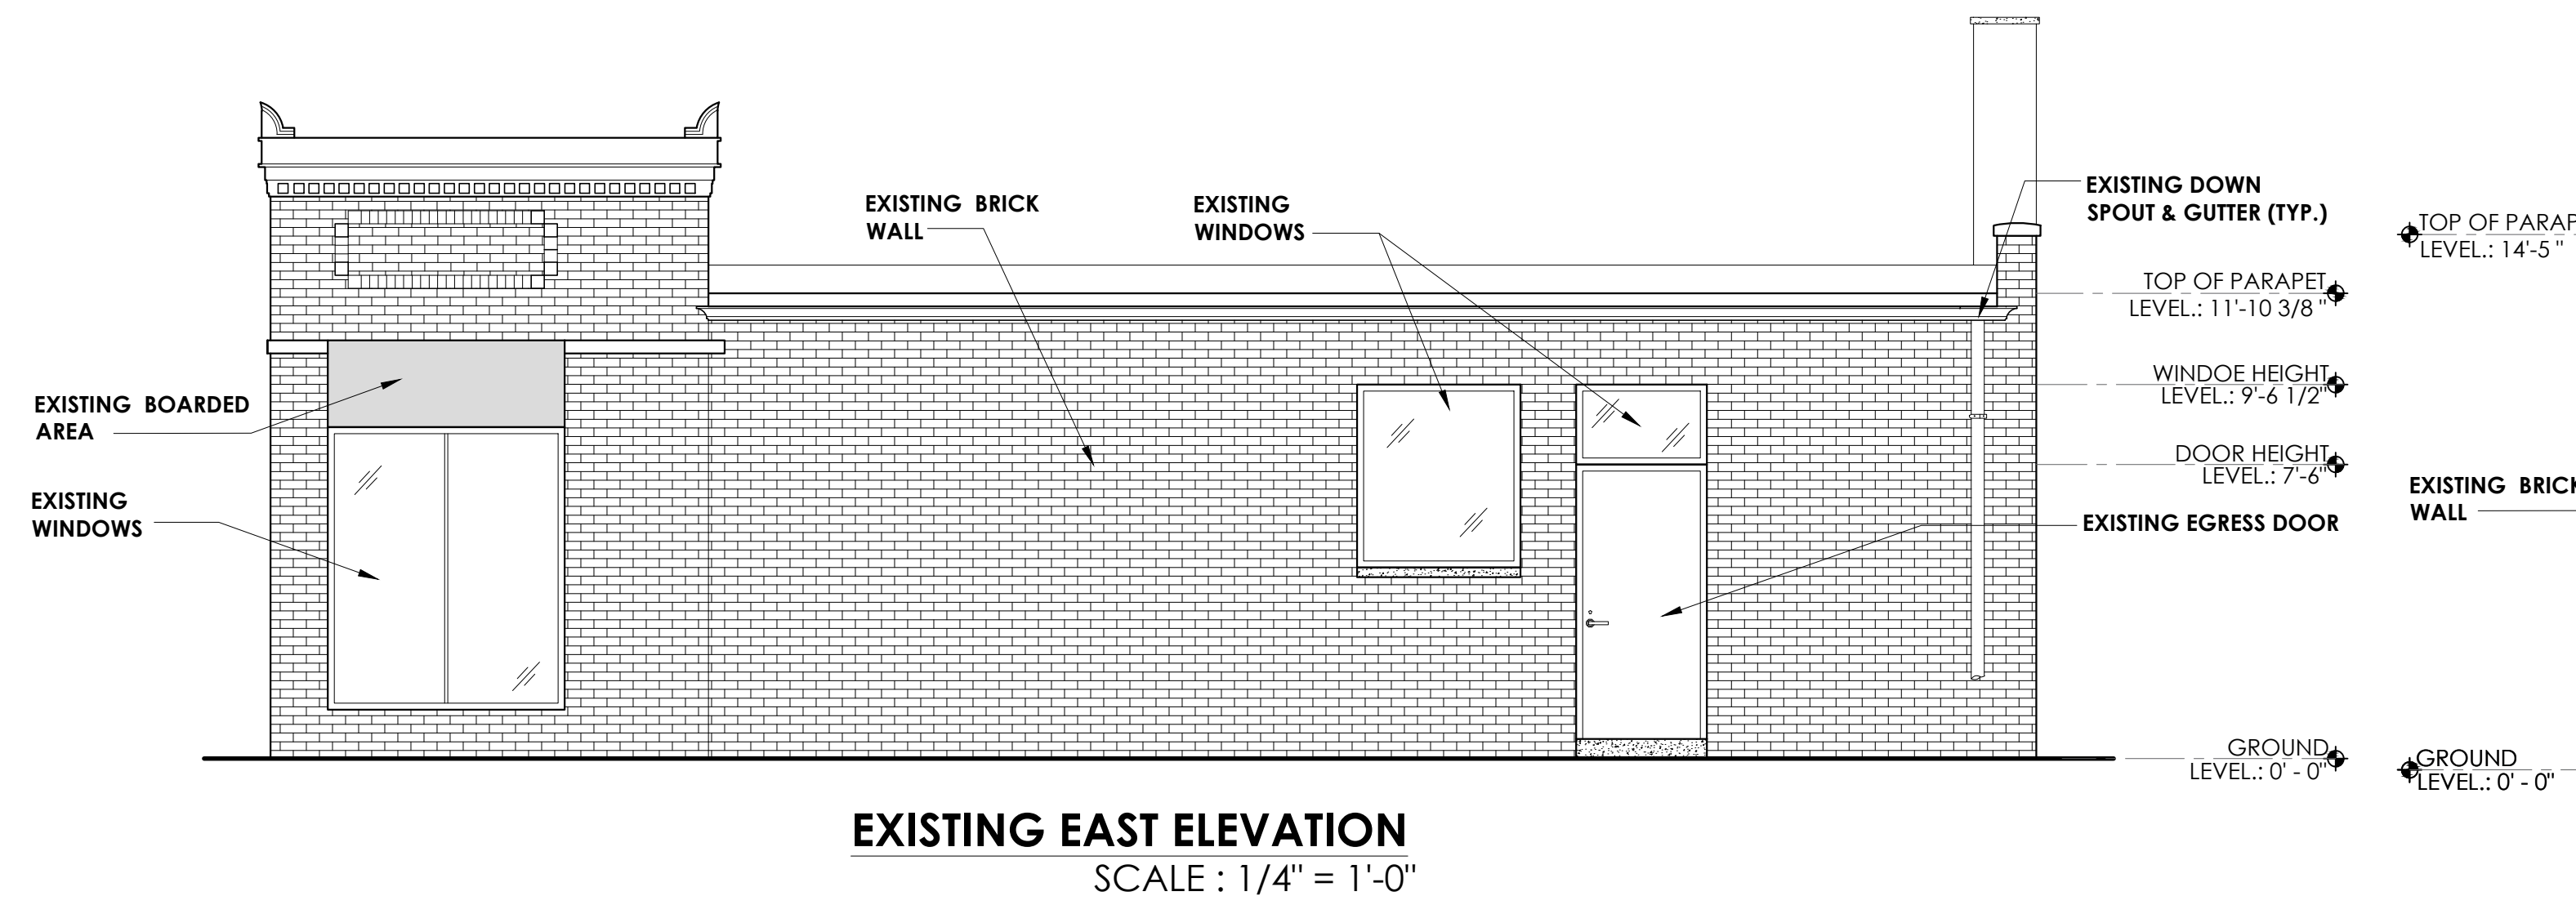 EXISTING BRICK
WALL
EXISTING
WINDOWS
EXISTING DOWN
SPOUT & GUTTER (TYP.)
TOP OF PARAPET
LEVEL.: 11'-10 3/8 "
WINDOE HEIGHT
LEVEL.: 9'-6 1/2"
DOOR HEIGHT
LEVEL.: 7'-6"
EXISTING EGRESS DOOR
GROUND
LEVEL.: 0' - 0"
EXISTING BOARDED
AREA
EXISTING
WINDOWS
TOP OF PARAP
LEVEL.: 14'-5 "
EXISTING BRICK
WALL
GROUND
LEVEL.: 0' - 0"
EXISTING EAST ELEVATION
SCALE : 1/4" = 1'-0"